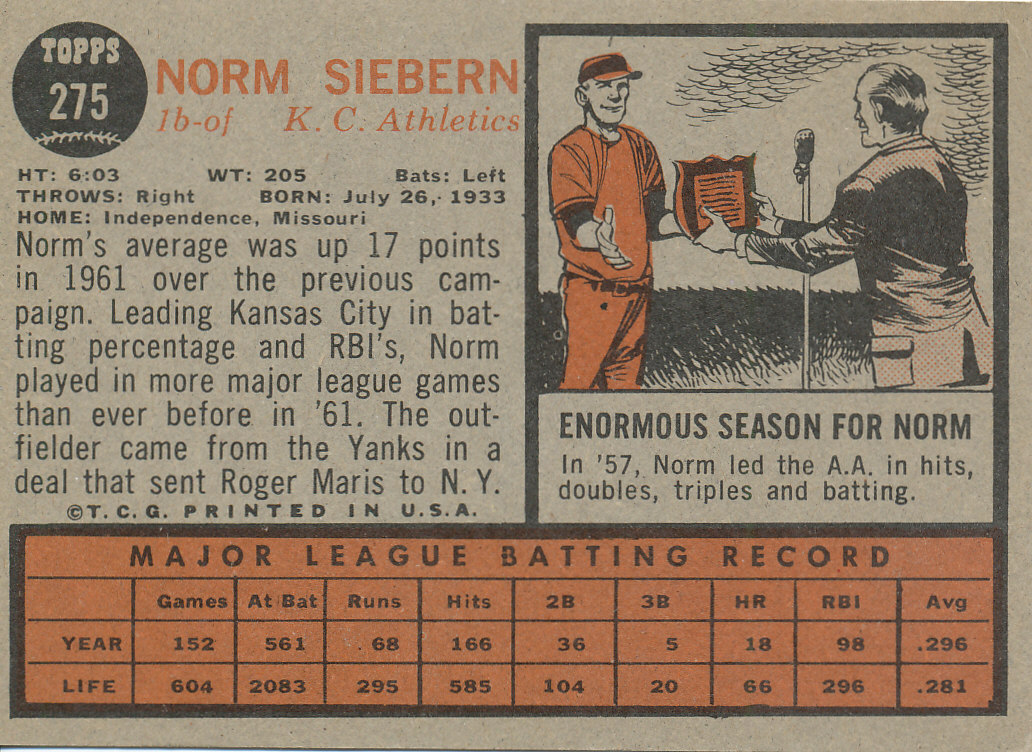 TOPPS
275
NORM SIEBERN
1b-of K. C. Athletics
HT: 6:03 WT: 205 Bats: Left
THROWS: Right BORN: July 26, 1933
HOME: Independence, Missouri
Norm's average was up 17 points
in 1961 over the previous cam-
paign. Leading Kansas City in bat-
ting percentage and RBI's, Norm
played in more major league games
than ever before in '61. The out-
fielder came from the Yanks in a
deal that sent Roger Maris to N. Y.
©T. C. G. PRINTED IN U.S.A.
ENORMOUS SEASON FOR NORM
In '57, Norm led the A.A. in hits,
doubles, triples and batting.
MAJOR LEAGUE BATTING RECORD
Games At Bat Runs Hits 2B 3B HR RBI Avg
YEAR 152 561 68 166 36 5 18 98 .296
LIFE 604 2083 295 585 104 20 66 296 .281